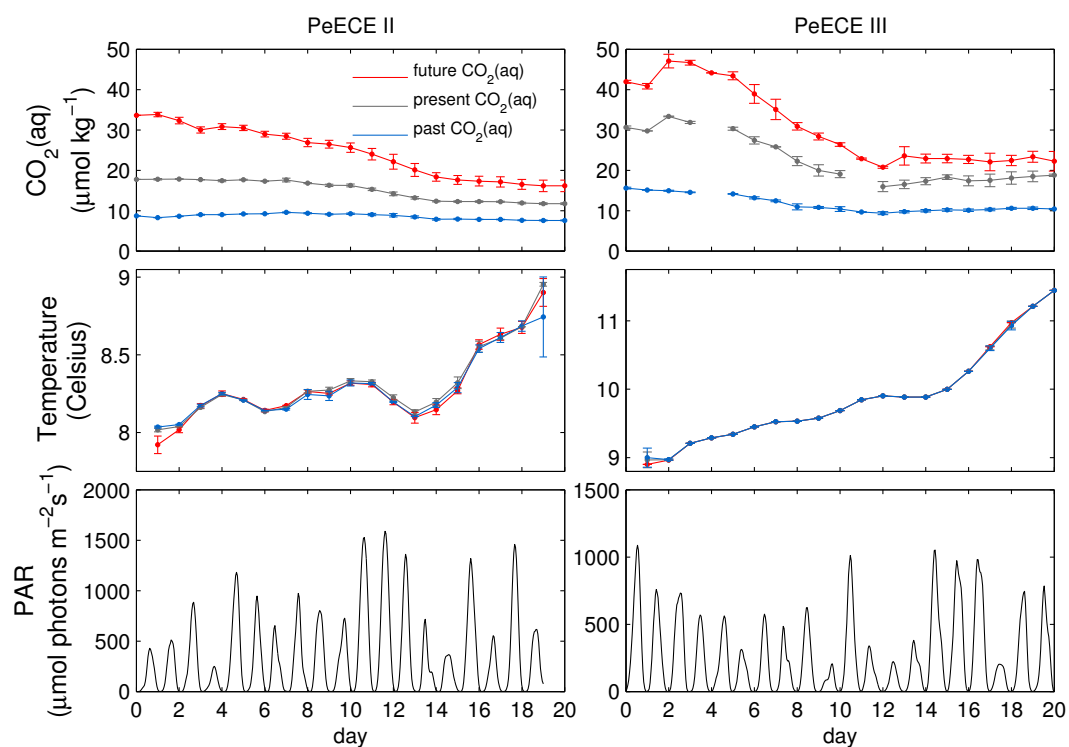 PeECE II
PeECE III
CO₂(aq)
(µmol kg⁻¹)
50
40
30
20
10
0
future CO₂(aq)
present CO₂(aq)
past CO₂(aq)
50
40
30
20
10
0
Temperature
(Celsius)
9
8.5
8
11
10
9
PAR
(µmol photons m⁻²s⁻¹)
2000
1500
1000
500
0
0 2 4 6 8 10 12 14 16 18 20
day
1500
1000
500
0
0 2 4 6 8 10 12 14 16 18 20
day